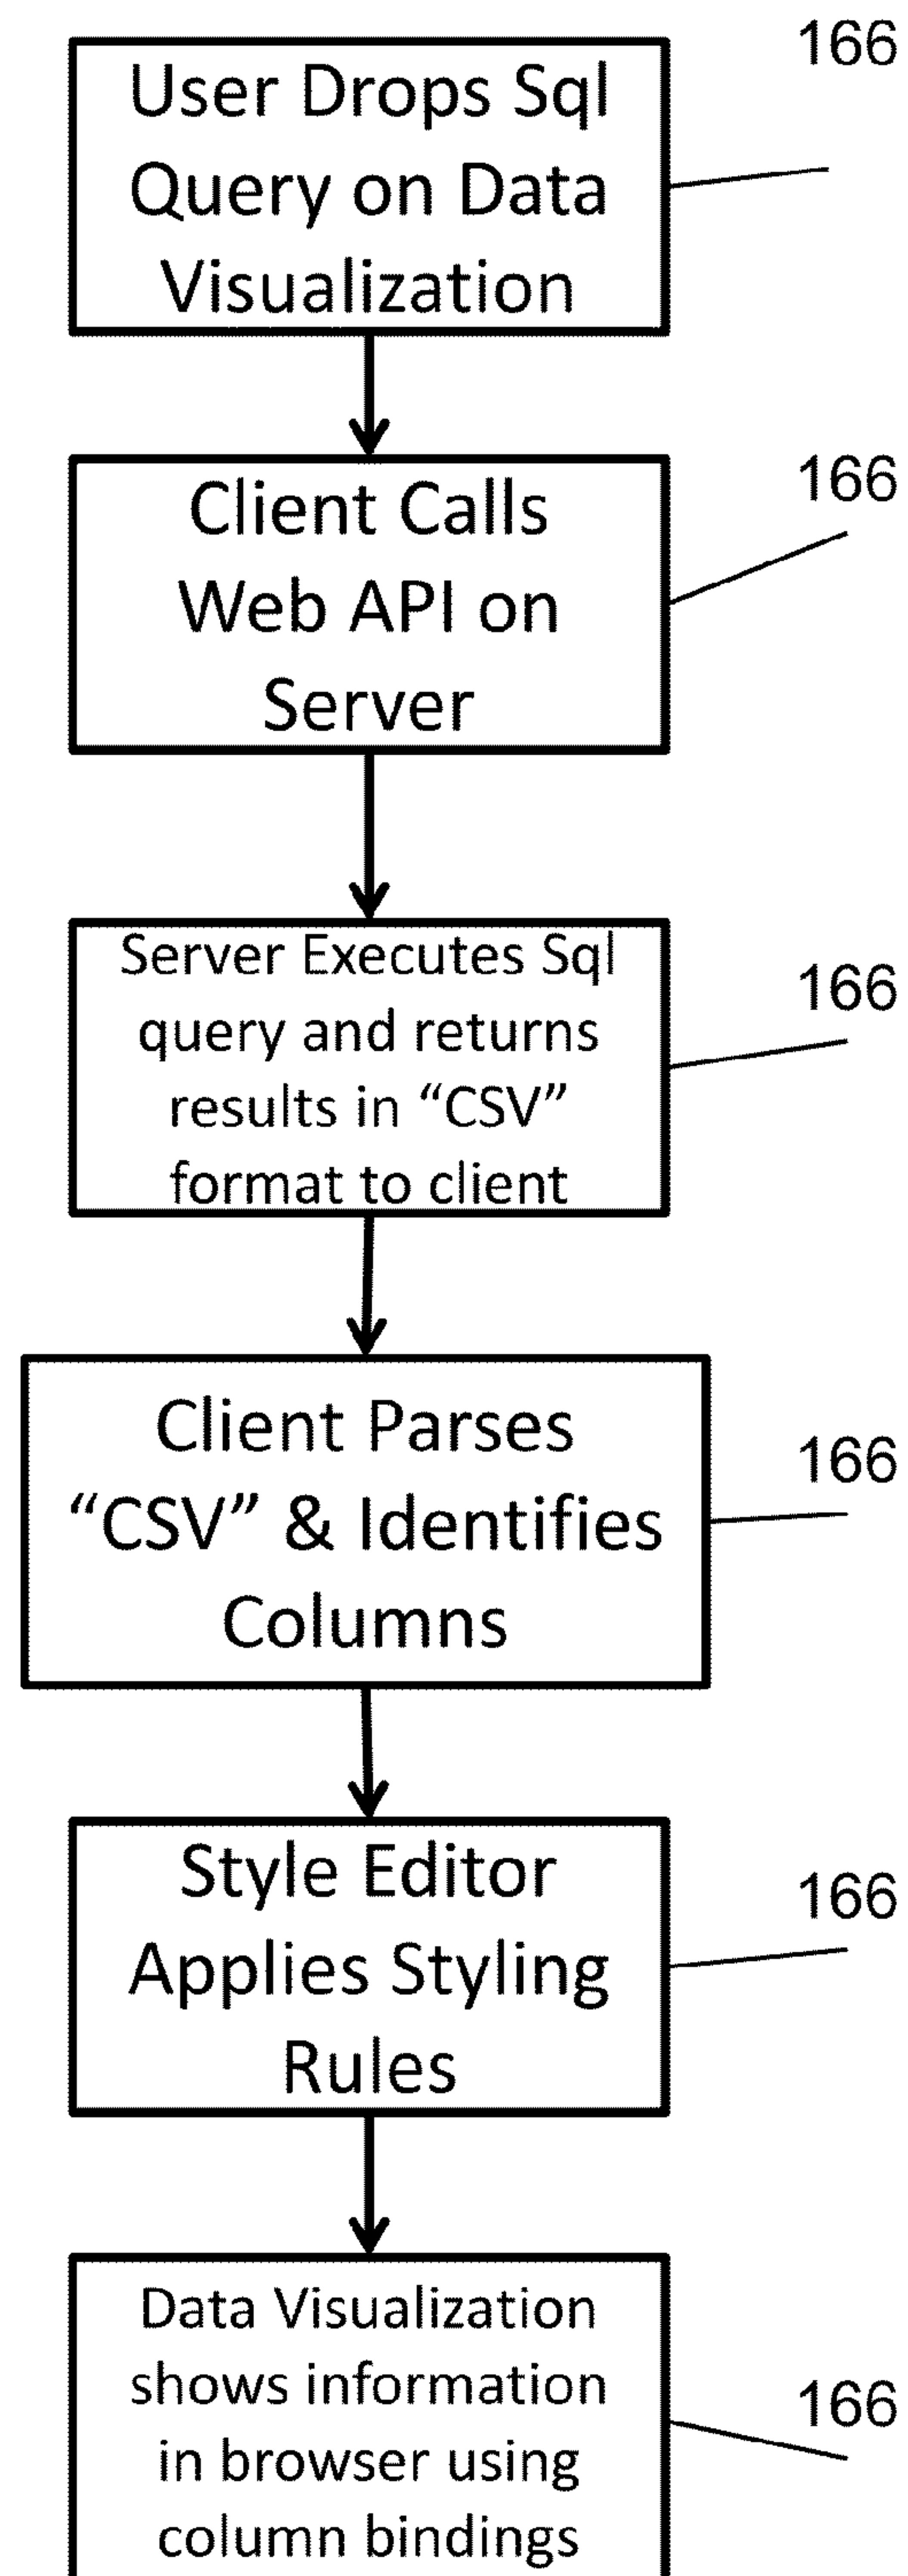 166
User Drops Sql
Query on Data
Visualization
166
Client Calls
Web API on
Server
166
Server Executes Sql
query and returns
results in “CSV”
format to client
166
Client Parses
“CSV” & Identifies
Columns
166
Style Editor
Applies Styling
Rules
166
Data Visualization
shows information
in browser using
column bindings